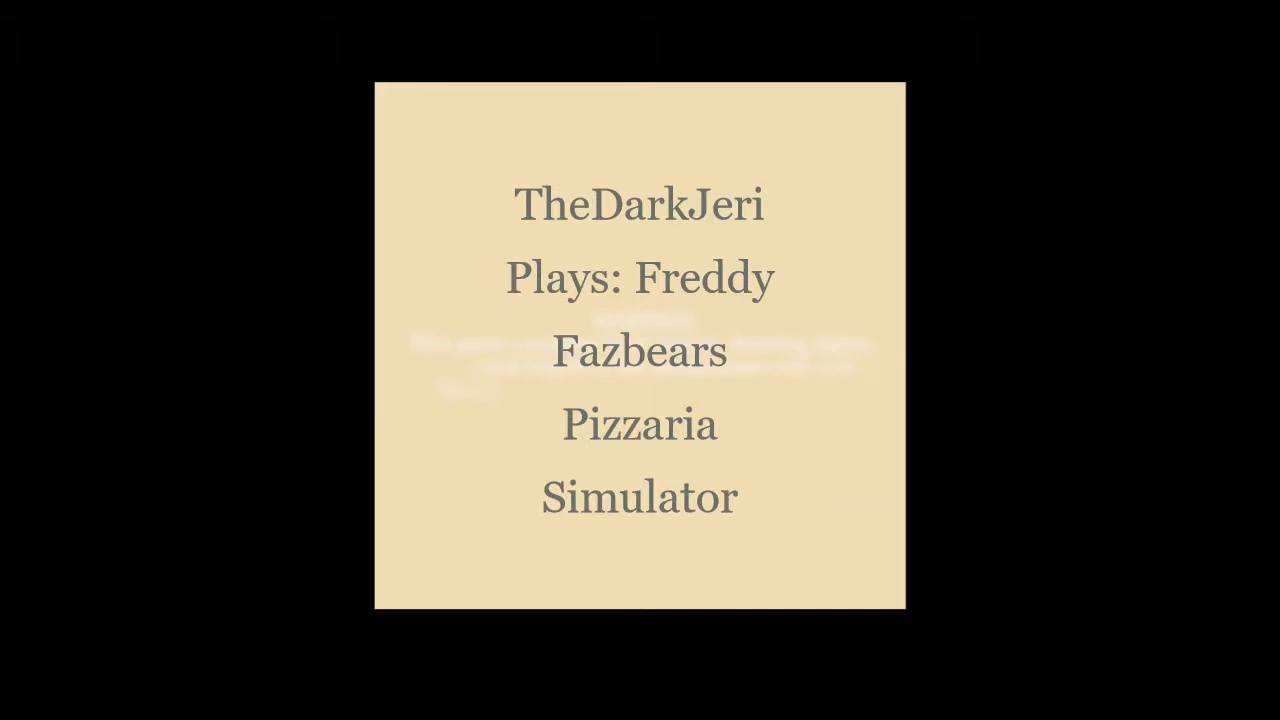 TheDarkJeri
Plays: Freddy
Fazbears
Pizzaria
Simulator